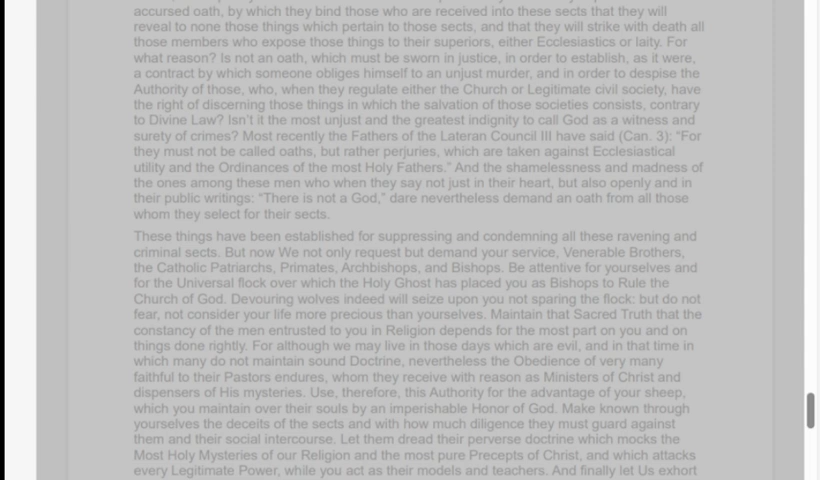 accursed oath, by which they bind those who are received into these sects that they will
reveal to none those things which pertain to those sects, and that they will strike with death all
those members who expose those things to their superiors, either Ecclesiastics or laity. For
what reason? Is not an oath, which must be sworn in justice, in order to establish, as it were,
a contract by which someone obliges himself to an unjust murder, and in order to despise the
Authority of those, who, when they regulate either the Church or Legitimate civil society, have
the right of discerning those things in which the salvation of those societies consists, contrary
to Divine Law? Isn't it the most unjust and the greatest indignity to call God as a witness and
surety of crimes? Most recently the Fathers of the Lateran Council III have said (Can. 3): “For
they must not be called oaths, but rather perjuries, which are taken against Ecclesiastical
utility and the Ordinances of the most Holy Fathers.” And the shamelessness and madness of
the ones among these men who when they say not just in their heart, but also openly and in
their public writings: “There is not a God,” dare nevertheless demand an oath from all those
whom they select for their sects.
These things have been established for suppressing and condemning all these ravening and
criminal sects. But now We not only request but demand your service, Venerable Brothers,
the Catholic Patriarchs, Primates, Archbishops, and Bishops. Be attentive for yourselves and
for the Universal flock over which the Holy Ghost has placed you as Bishops to Rule the
Church of God. Devouring wolves indeed will seize upon you not sparing the flock: but do not
fear, not consider your life more precious than yourselves. Maintain that Sacred Truth that the
constancy of the men entrusted to you in Religion depends for the most part on you and on
things done rightly. For although we may live in those days which are evil, and in that time in
which many do not maintain sound Doctrine, nevertheless the Obedience of very many
faithful to their Pastors endures, whom they receive with reason as Ministers of Christ and
dispensers of His mysteries. Use, therefore, this Authority for the advantage of your sheep,
which you maintain over their souls by an imperishable Honor of God. Make known through
yourselves the deceits of the sects and with how much diligence they must guard against
them and their social intercourse. Let them dread their perverse doctrine which mocks the
Most Holy Mysteries of our Religion and the most pure Precepts of Christ, and which attacks
every Legitimate Power, while you act as their models and teachers. And finally let Us exhort